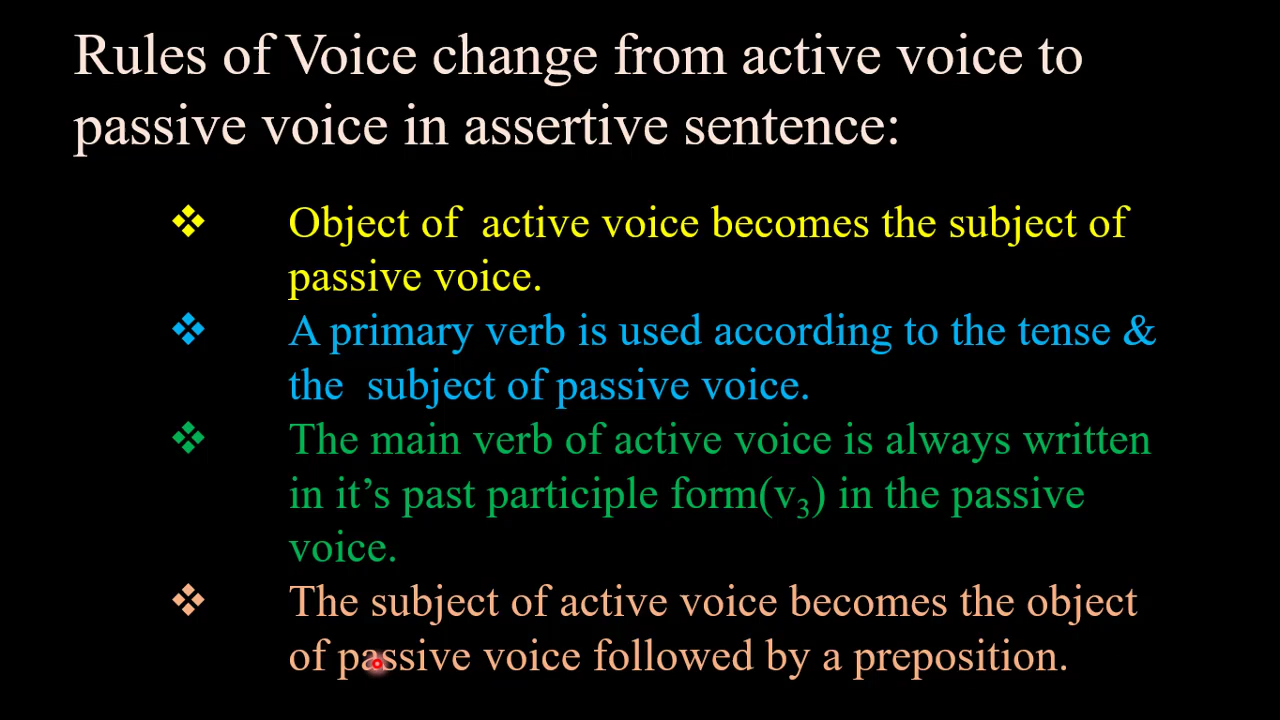 Rules of Voice change from active voice to
passive voice in assertive sentence:
❖ Object of active voice becomes the subject of
passive voice.
❖ A primary verb is used according to the tense &
the subject of passive voice.
❖ The main verb of active voice is always written
in it’s past participle form(v₃) in the passive
voice.
❖ The subject of active voice becomes the object
of passive voice followed by a preposition.